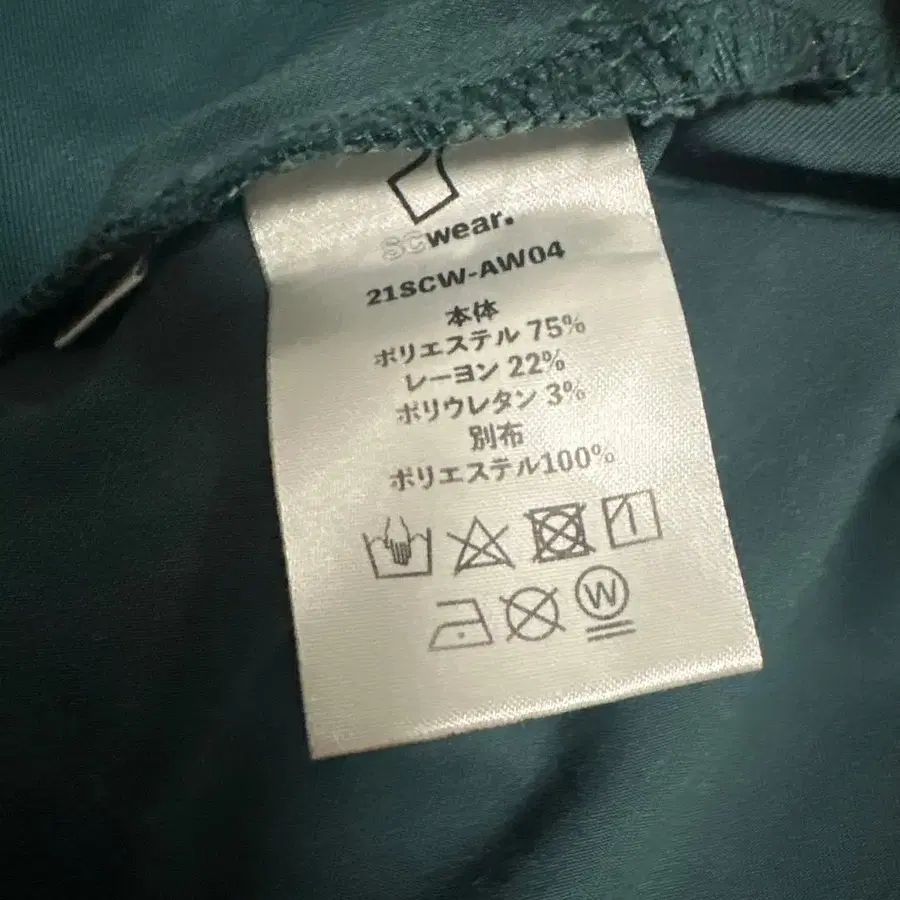 SCwear.
21SCW-AW04
本体
ポリエステル 75%
レーヨン 22%
ポリウレタン 3%
別布
ポリエステル100%
W